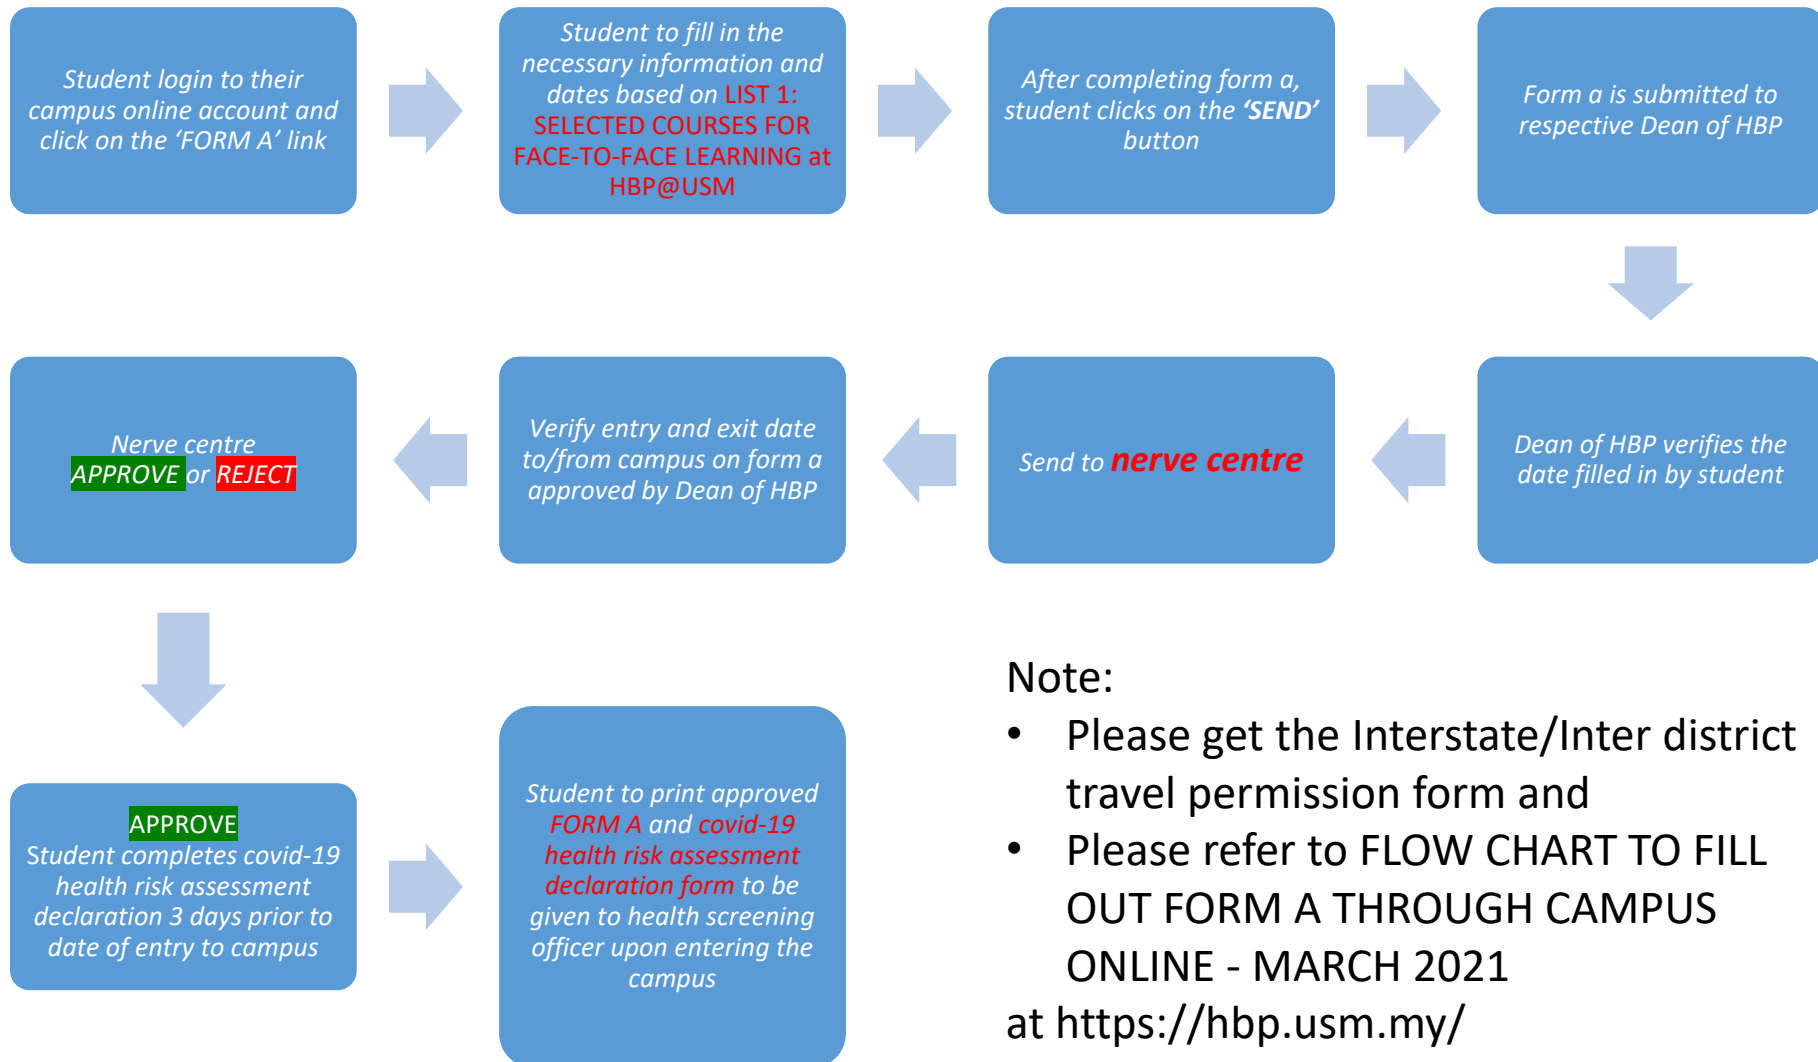 Student login to their
campus online account and
click on the ‘FORM A’ link
Student to fill in the
necessary information and
dates based on LIST 1:
SELECTED COURSES FOR
FACE-TO-FACE LEARNING at
HBP@USM
After completing form a,
student clicks on the ‘SEND’
button
Form a is submitted to
respective Dean of HBP
Dean of HBP verifies the
date filled in by student
Send to nerve centre
Verify entry and exit date
to/from campus on form a
approved by Dean of HBP
Nerve centre
APPROVE or REJECT
APPROVE
Student completes covid-19
health risk assessment
declaration 3 days prior to
date of entry to campus
Student to print approved
FORM A and covid-19
health risk assessment
declaration form to be
given to health screening
officer upon entering the
campus
Note:
• Please get the Interstate/Inter district
travel permission form and
• Please refer to FLOW CHART TO FILL
OUT FORM A THROUGH CAMPUS
ONLINE - MARCH 2021
at https://hbp.usm.my/